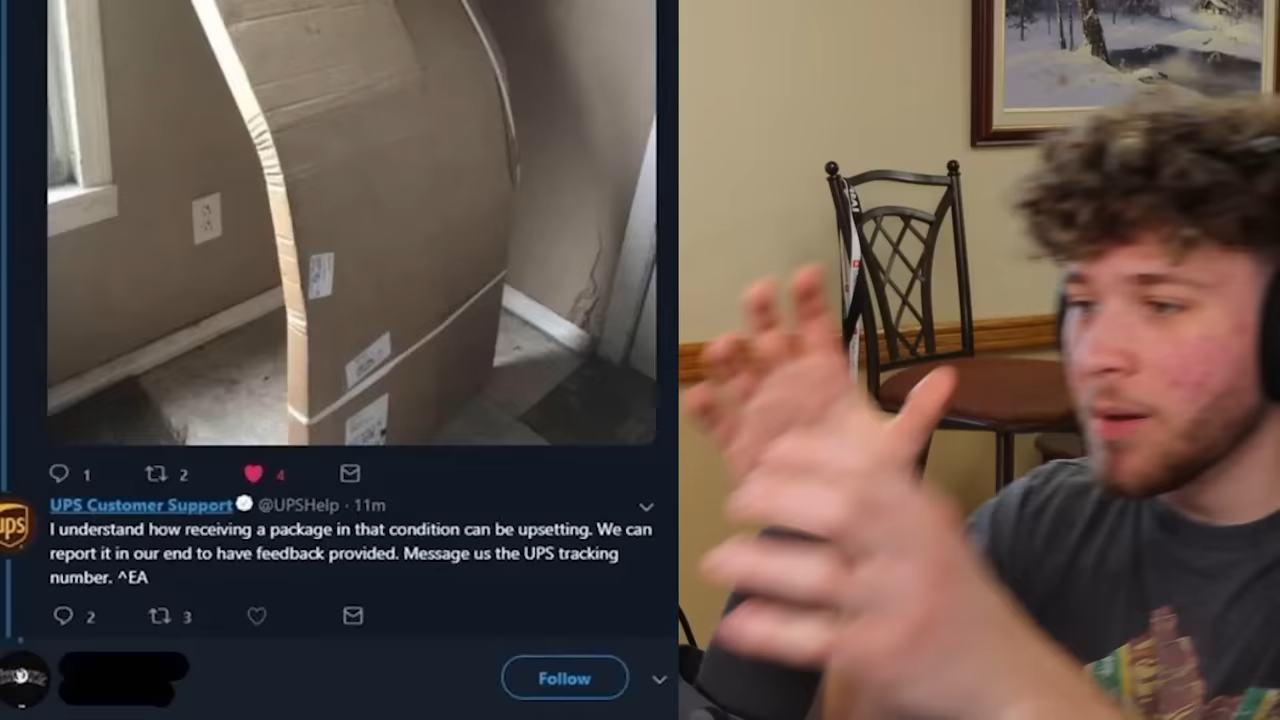 1 2 4
UPS Customer Support @UPSHelp · 11m
ups
I understand how receiving a package in that condition can be upsetting. We can
report it in our end to have feedback provided. Message us the UPS tracking
number. ^EA
2 3
Follow